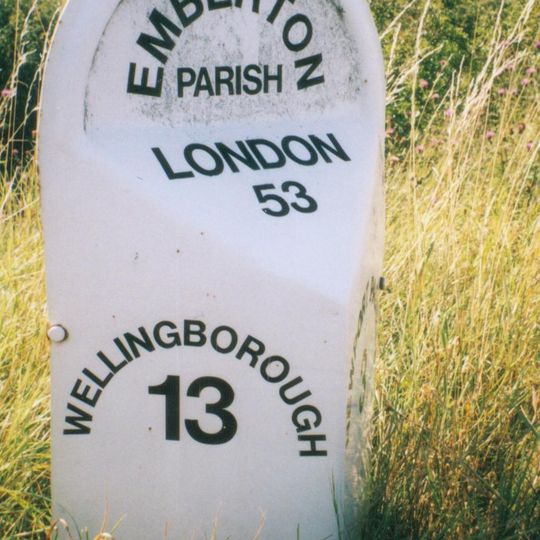 EMBERTON
PARISH
LONDON
53
WELLINGBOROUGH
13